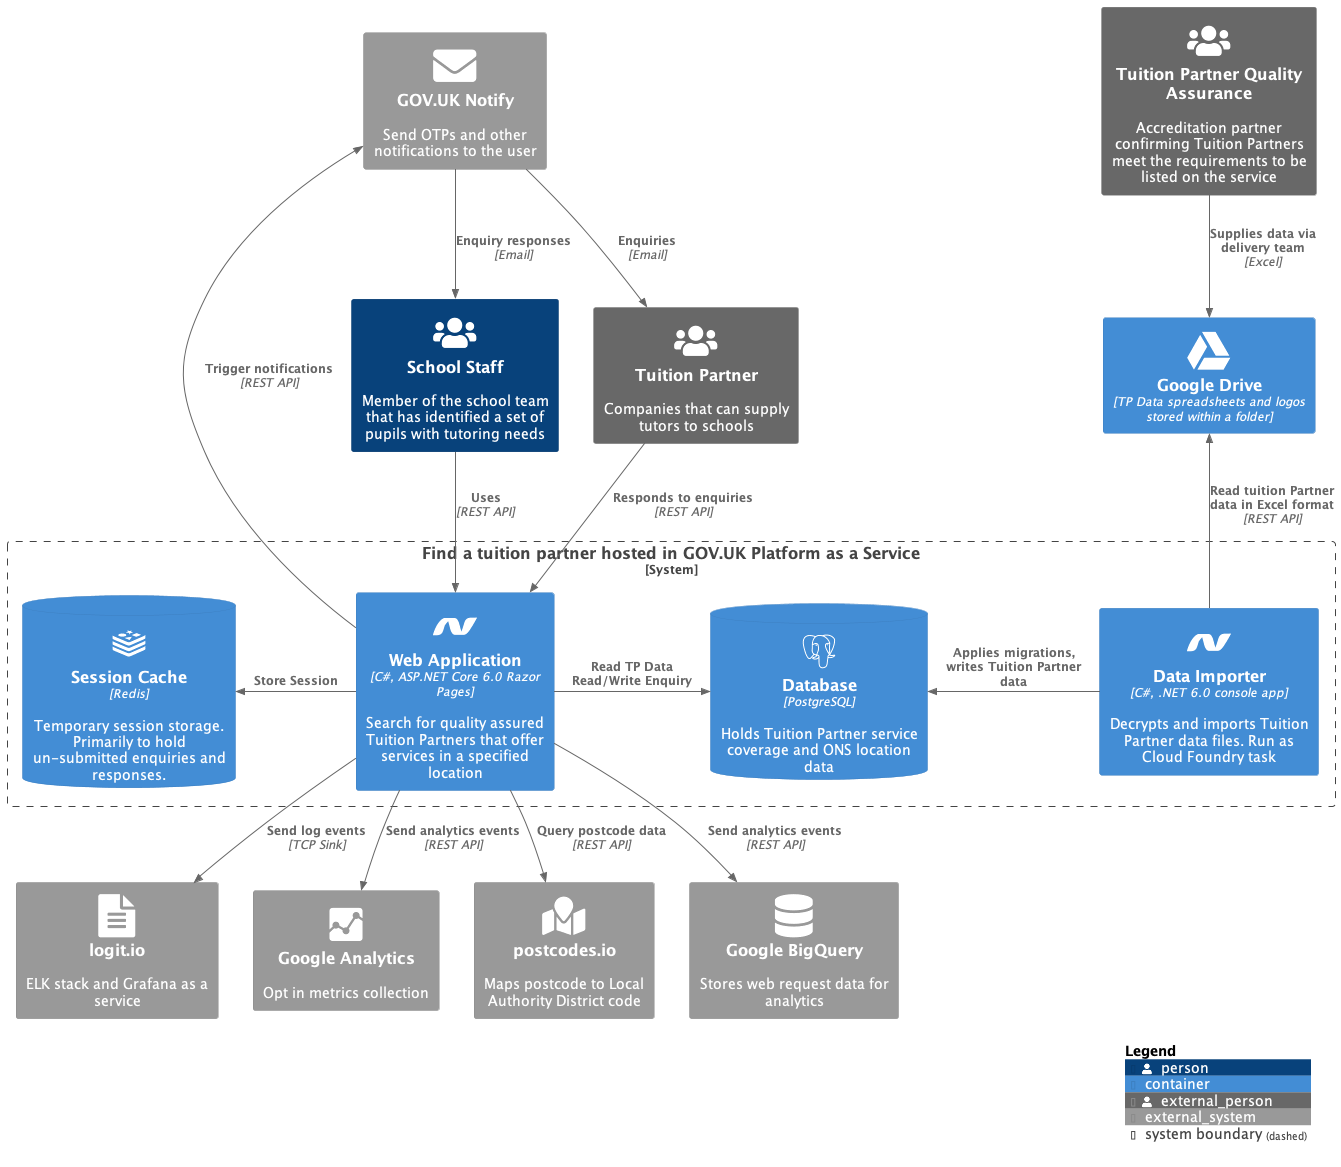 GOV.UK Notify
Send OTPs and other
notifications to the user
Tuition Partner Quality
Assurance
Accreditation partner
confirming Tuition Partners
meet the requirements to be
listed on the service
Enquiry responses
[Email]
Enquiries
[Email]
Supplies data via
delivery team
[Excel]
Trigger notifications
[REST API]
School Staff
Member of the school team
that has identified a set of
pupils with tutoring needs
Tuition Partner
Companies that can supply
tutors to schools
Google Drive
[TP Data spreadsheets and logos
stored within a folder]
Uses
[REST API]
Responds to enquiries
[REST API]
Read tuition Partner
data in Excel format
[REST API]
Find a tuition partner hosted in GOV.UK Platform as a Service
[System]
Session Cache
[Redis]
Temporary session storage.
Primarily to hold
un-submitted enquiries and
responses.
Store Session
Web Application
[C#, ASP.NET Core 6.0 Razor
Pages]
Search for quality assured
Tuition Partners that offer
services in a specified
location
Read TP Data
Read/Write Enquiry
Database
[PostgreSQL]
Holds Tuition Partner service
coverage and ONS location
data
Applies migrations,
writes Tuition Partner
data
Data Importer
[C#, .NET 6.0 console app]
Decrypts and imports Tuition
Partner data files. Run as
Cloud Foundry task
Send log events
[TCP Sink]
Send analytics events
[REST API]
Query postcode data
[REST API]
Send analytics events
[REST API]
logit.io
ELK stack and Grafana as a
service
Google Analytics
Opt in metrics collection
postcodes.io
Maps postcode to Local
Authority District code
Google BigQuery
Stores web request data for
analytics
Legend
person
container
external_person
external_system
system boundary (dashed)